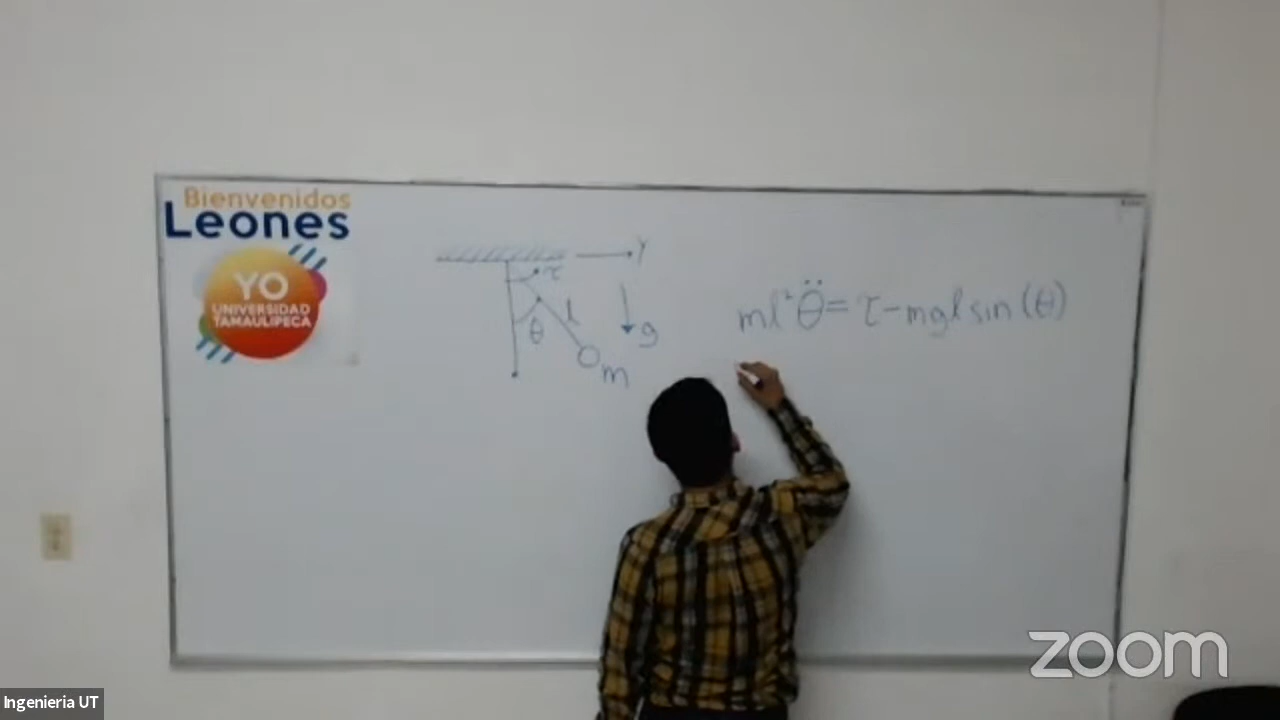 Bienvenidos
Leones
YO
UNIVERSIDAD
TAMAULIPECA
Y
τ
l
θ
g
m
ml²θ̈ = τ - mgl sin (θ)
zoom
Ingenieria UT